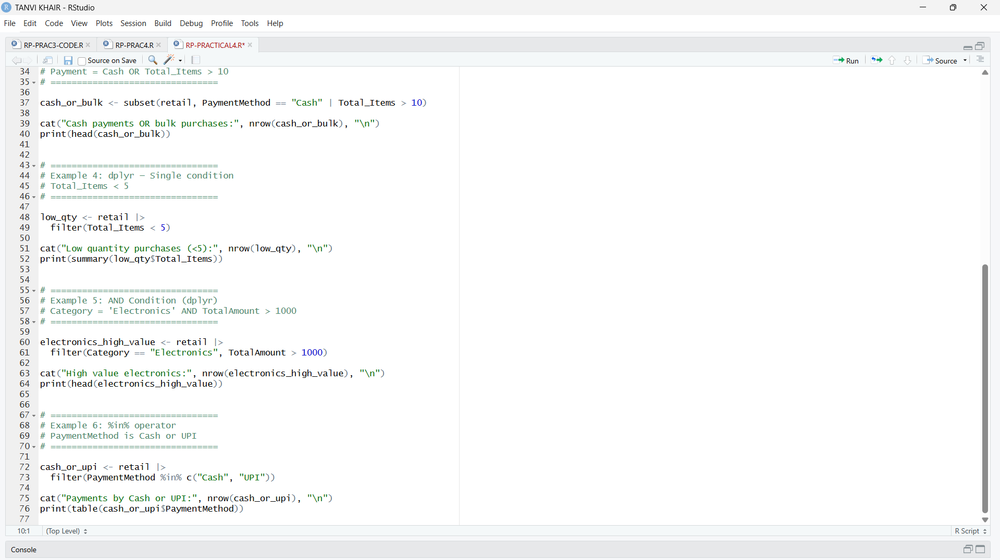 TANVI KHAIR - RStudio
File Edit Code View Plots Session Build Debug Profile Tools Help
RP-PRAC3-CODE.R RP-PRAC4.R RP-PRACTICAL4.R*
Source on Save Run Source
34 # Payment = Cash OR Total_Items > 10
35 # ================================
36
37 cash_or_bulk <- subset(retail, PaymentMethod == "Cash" | Total_Items > 10)
38
39 cat("Cash payments OR bulk purchases:", nrow(cash_or_bulk), "\n")
40 print(head(cash_or_bulk))
41
42
43 # ================================
44 # Example 4: dplyr – Single condition
45 # Total_Items < 5
46 # ================================
47
48 low_qty <- retail |>
49   filter(Total_Items < 5)
50
51 cat("Low quantity purchases (<5):", nrow(low_qty), "\n")
52 print(summary(low_qty$Total_Items))
53
54
55 # ================================
56 # Example 5: AND Condition (dplyr)
57 # Category = 'Electronics' AND TotalAmount > 1000
58 # ================================
59
60 electronics_high_value <- retail |>
61   filter(Category == "Electronics", TotalAmount > 1000)
62
63 cat("High value electronics:", nrow(electronics_high_value), "\n")
64 print(head(electronics_high_value))
65
66
67 # ================================
68 # Example 6: %in% operator
69 # PaymentMethod is Cash or UPI
70 # ================================
71
72 cash_or_upi <- retail |>
73   filter(PaymentMethod %in% c("Cash", "UPI"))
74
75 cat("Payments by Cash or UPI:", nrow(cash_or_upi), "\n")
76 print(table(cash_or_upi$PaymentMethod))
77
10:1 (Top Level) R Script
Console